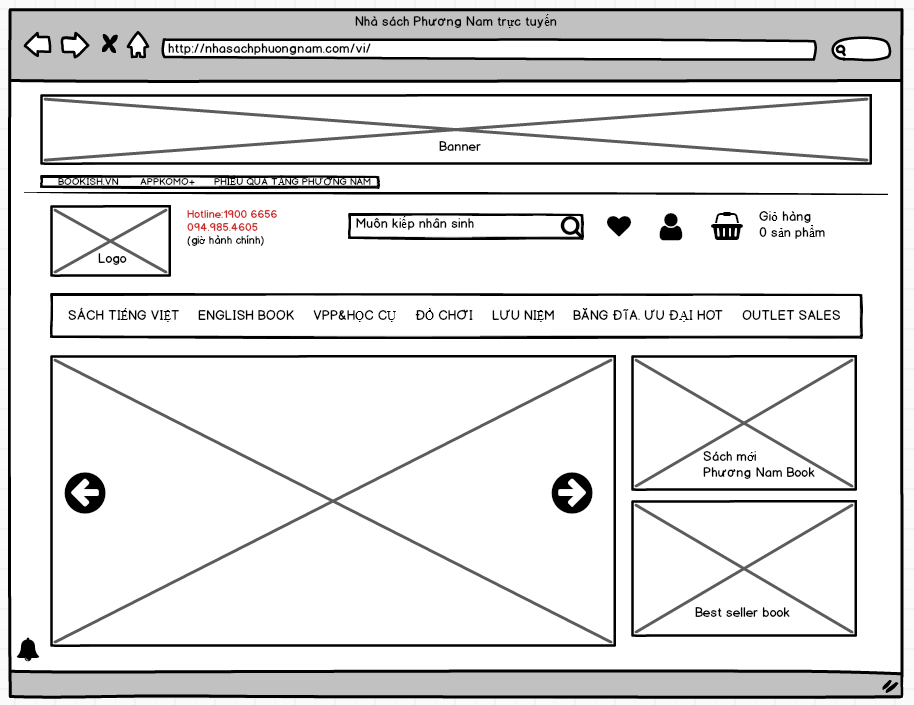 Nhà sách Phương Nam trực tuyến
http://nhasachphuongnam.com/vi/
Banner
BOOKISH.VN APPKOMO+ PHIẾU QUÀ TẶNG PHƯƠNG NAM
Logo
Hotline:1900 6656
094.985.4605
(giờ hành chính)
Muôn kiếp nhân sinh
Giỏ hàng
0 sản phẩm
SÁCH TIẾNG VIỆT ENGLISH BOOK VPP&HỌC CỤ ĐỒ CHƠI LƯU NIỆM BĂNG ĐĨA. ƯU ĐẠI HOT OUTLET SALES
Sách mới
Phương Nam Book
Best seller book